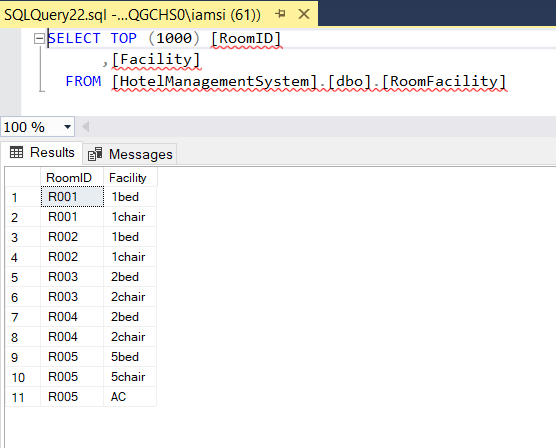 SQLQuery22.sql -...QGCHS0\iamsi (61))
SELECT TOP (1000) [RoomID]
,[Facility]
FROM [HotelManagementSystem].[dbo].[RoomFacility]
100 %
Results Messages
RoomID Facility
1 R001 1bed
2 R001 1chair
3 R002 1bed
4 R002 1chair
5 R003 2bed
6 R003 2chair
7 R004 2bed
8 R004 2chair
9 R005 5bed
10 R005 5chair
11 R005 AC